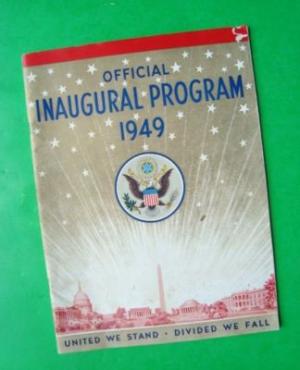 OFFICIAL
INAUGURAL PROGRAM
1949
UNITED WE STAND · DIVIDED WE FALL